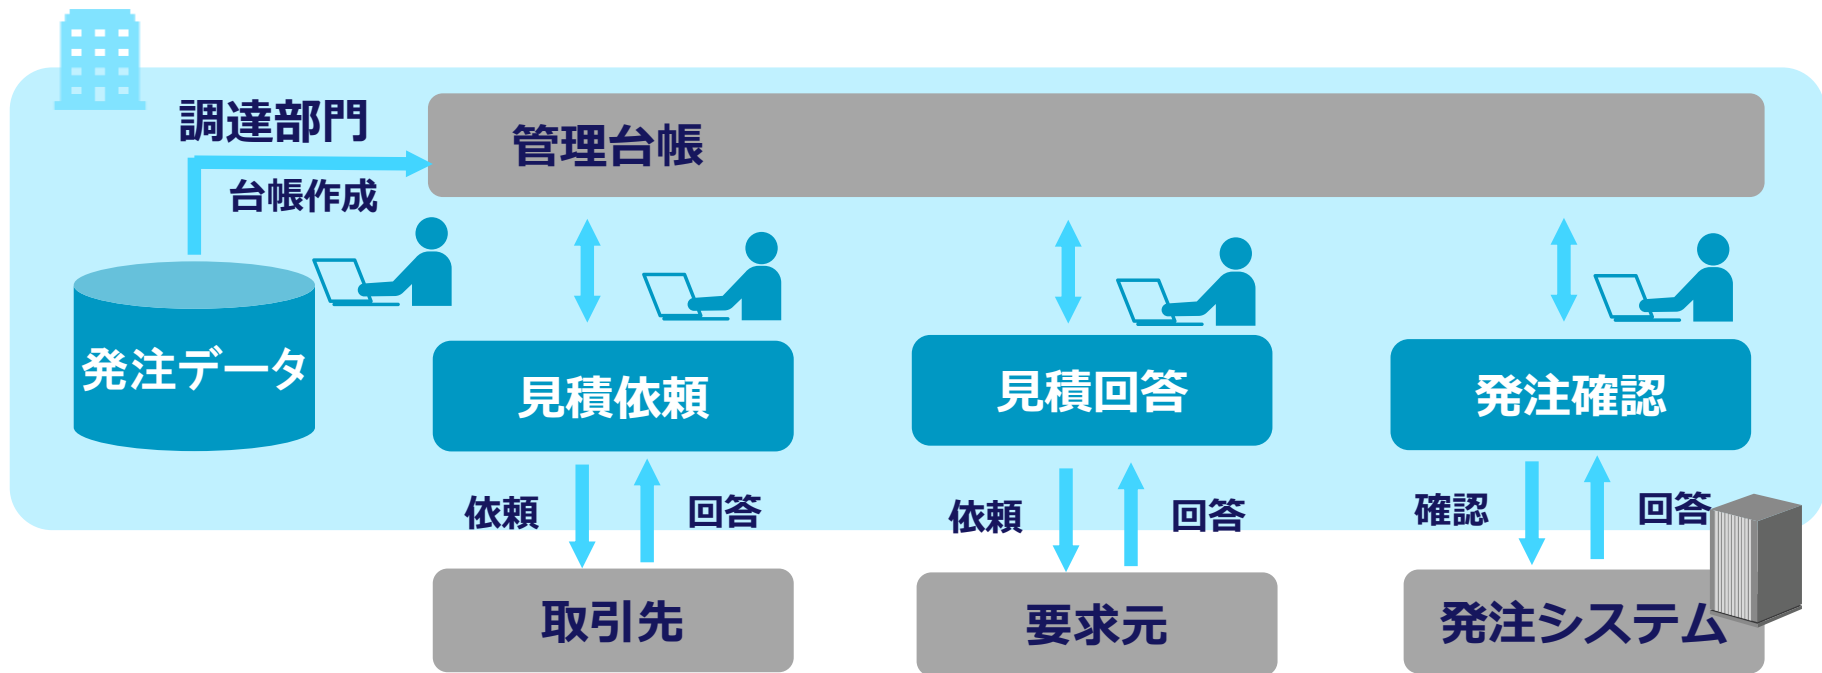 調達部門
管理台帳
台帳作成
発注データ
見積依頼
見積回答
発注確認
依頼
回答
依頼
回答
確認
回答
取引先
要求元
発注システム